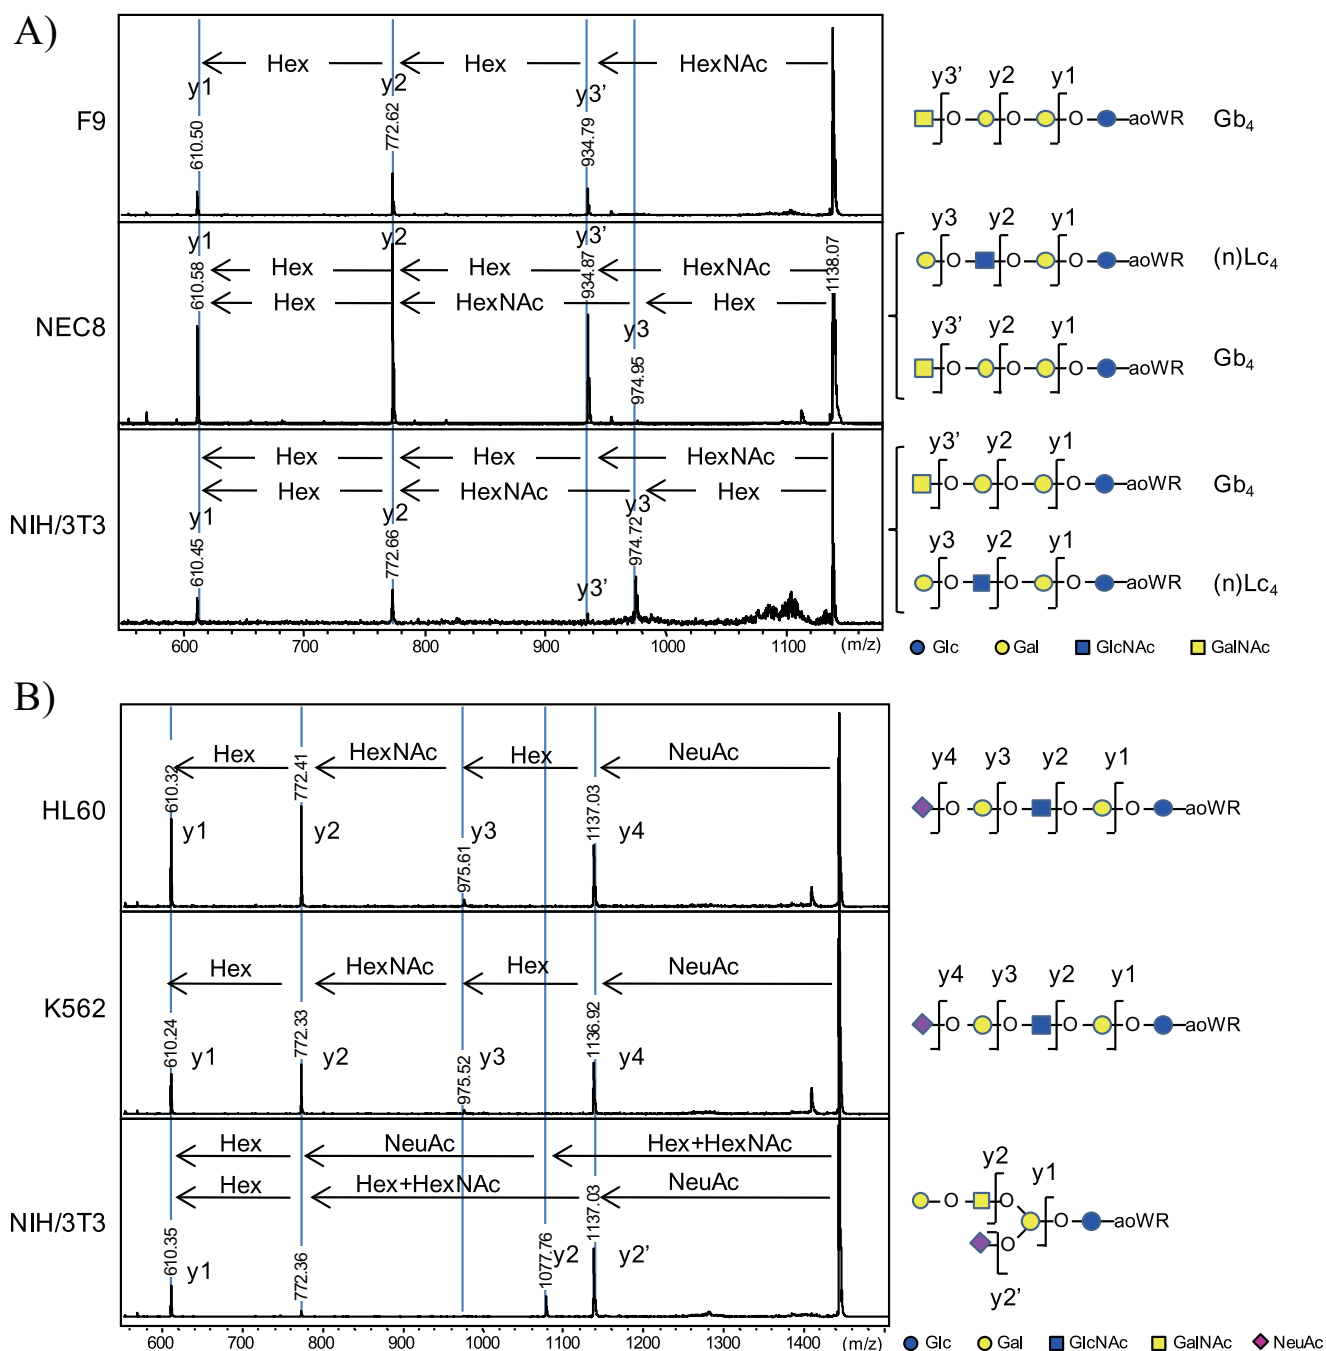 A)
F9
Hex Hex HexNAc
y1 y2 y3’
610.50 772.62 934.79
y3’ y2 y1
O O O aoWR Gb4
NEC8
y1 y2 y3’
Hex Hex HexNAc
Hex HexNAc Hex
y3
610.58 934.87 974.95 1138.07
y3 y2 y1
O O O aoWR (n)Lc4
y3’ y2 y1
O O O aoWR Gb4
NIH/3T3
Hex Hex HexNAc
Hex HexNAc Hex
y1 y2 y3
610.45 772.66 974.72
y3’
y3’ y2 y1
O O O aoWR Gb4
y3 y2 y1
O O O aoWR (n)Lc4
600 700 800 900 1000 1100 (m/z)
Glc Gal GlcNAc GalNAc
B)
HL60
Hex HexNAc Hex NeuAc
610.32 772.41 975.61 1137.03
y1 y2 y3 y4
y4 y3 y2 y1
O O O O aoWR
K562
Hex HexNAc Hex NeuAc
610.24 772.33 975.52 1136.92
y1 y2 y3 y4
y4 y3 y2 y1
O O O O aoWR
NIH/3T3
Hex NeuAc Hex+HexNAc
Hex Hex+HexNAc NeuAc
610.35 772.36 1077.76 1137.03
y1 y2 y2’
y2 y1
O O O O aoWR
y2’
600 700 800 900 1000 1100 1200 1300 1400 (m/z)
Glc Gal GlcNAc GalNAc NeuAc